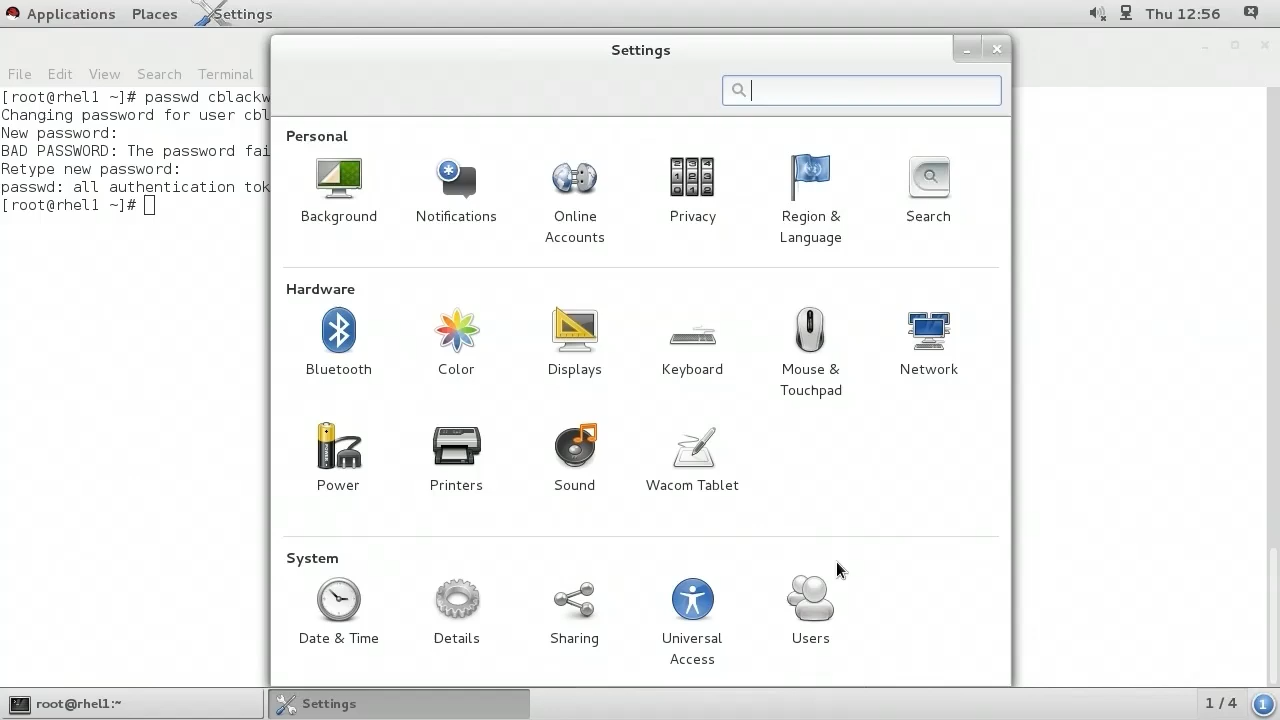 Applications Places Settings Thu 12:56
Settings
File Edit View Search Terminal
[root@rhel1 ~]# passwd cblackw
Changing password for user cbl
New password:
BAD PASSWORD: The password fai
Retype new password:
passwd: all authentication tok
[root@rhel1 ~]#
Personal
Background
Notifications
Online
Accounts
Privacy
Region &
Language
Search
Hardware
Bluetooth
Color
Displays
Keyboard
Mouse &
Touchpad
Network
Power
Printers
Sound
Wacom Tablet
System
Date & Time
Details
Sharing
Universal
Access
Users
root@rhel1:~ Settings 1 / 4 1